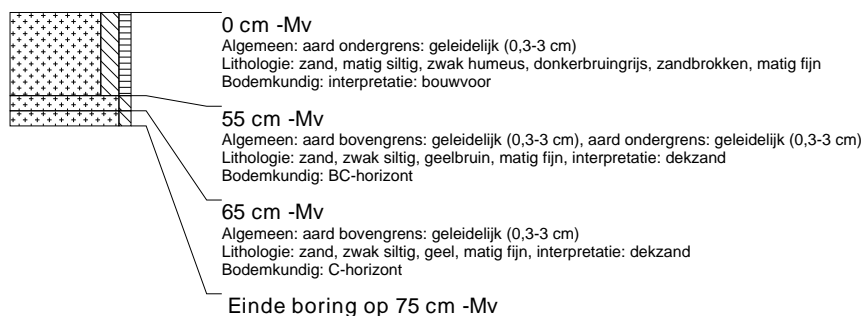 0 cm -Mv
Algemeen: aard ondergrens: geleidelijk (0,3-3 cm)
Lithologie: zand, matig siltig, zwak humeus, donkerbruingrijs, zandbrokken, matig fijn
Bodemkundig: interpretatie: bouwvoor
55 cm -Mv
Algemeen: aard bovengrens: geleidelijk (0,3-3 cm), aard ondergrens: geleidelijk (0,3-3 cm)
Lithologie: zand, zwak siltig, geelbruin, matig fijn, interpretatie: dekzand
Bodemkundig: BC-horizont
65 cm -Mv
Algemeen: aard bovengrens: geleidelijk (0,3-3 cm)
Lithologie: zand, zwak siltig, geel, matig fijn, interpretatie: dekzand
Bodemkundig: C-horizont
Einde boring op 75 cm -Mv